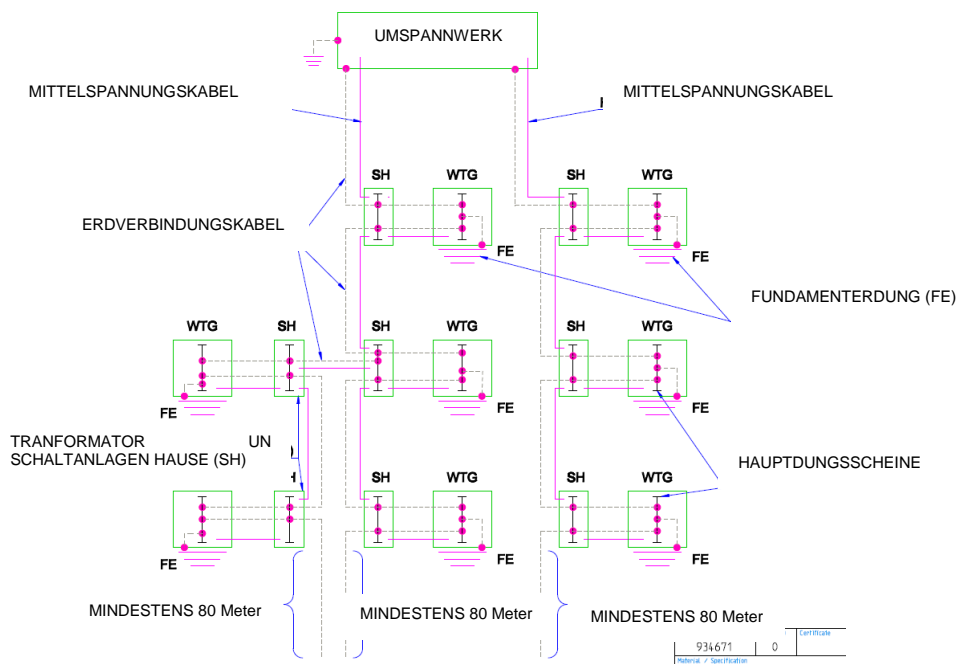 UMSPANNWERK
MITTELSPANNUNGSKABEL
MITTELSPANNUNGSKABEL
SH WTG SH WTG
ERDVERBINDUNGSKABEL
FE FE
FUNDAMENTERDUNG (FE)
WTG SH SH WTG SH WTG
FE FE FE
TRANFORMATOR UN
SCHALTANLAGEN HAUSE (SH)
HAUPTDUNGSSCHEINE
WTG SH WTG SH WTG
FE FE FE
MINDESTENS 80 Meter
MINDESTENS 80 Meter
MINDESTENS 80 Meter
Certificate
934671 0
Material / Specification